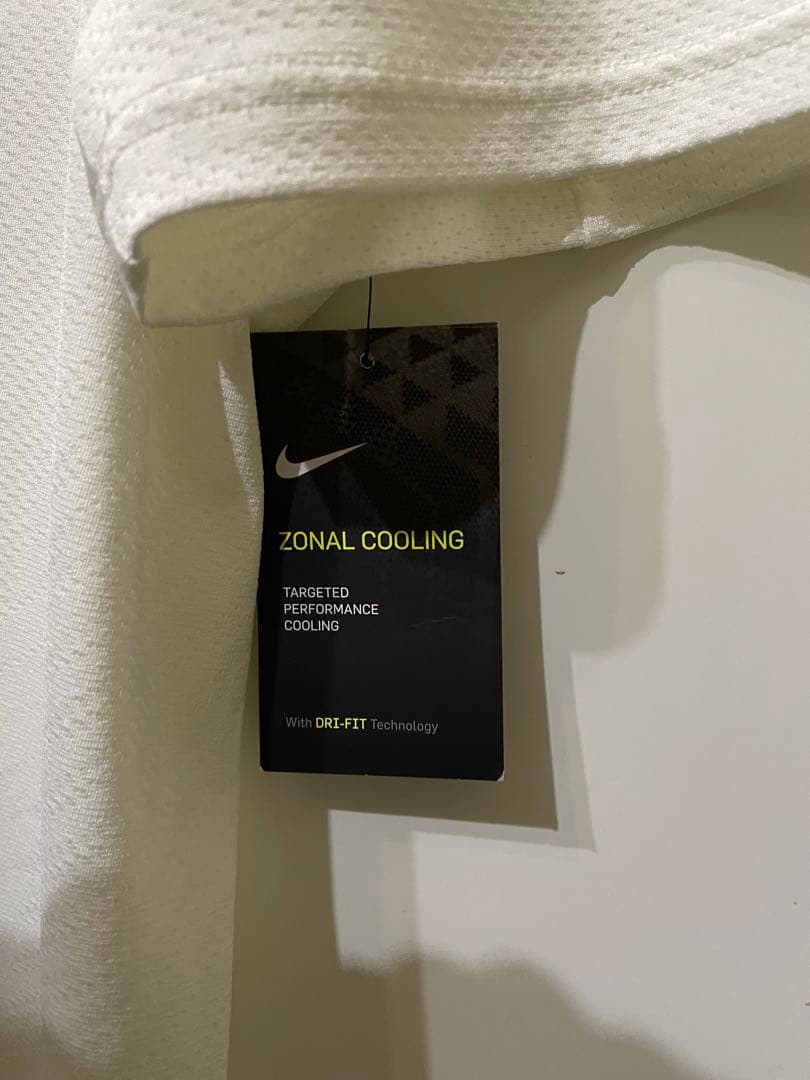 ZONAL COOLING
TARGETED
PERFORMANCE
COOLING
With DRI-FIT Technology